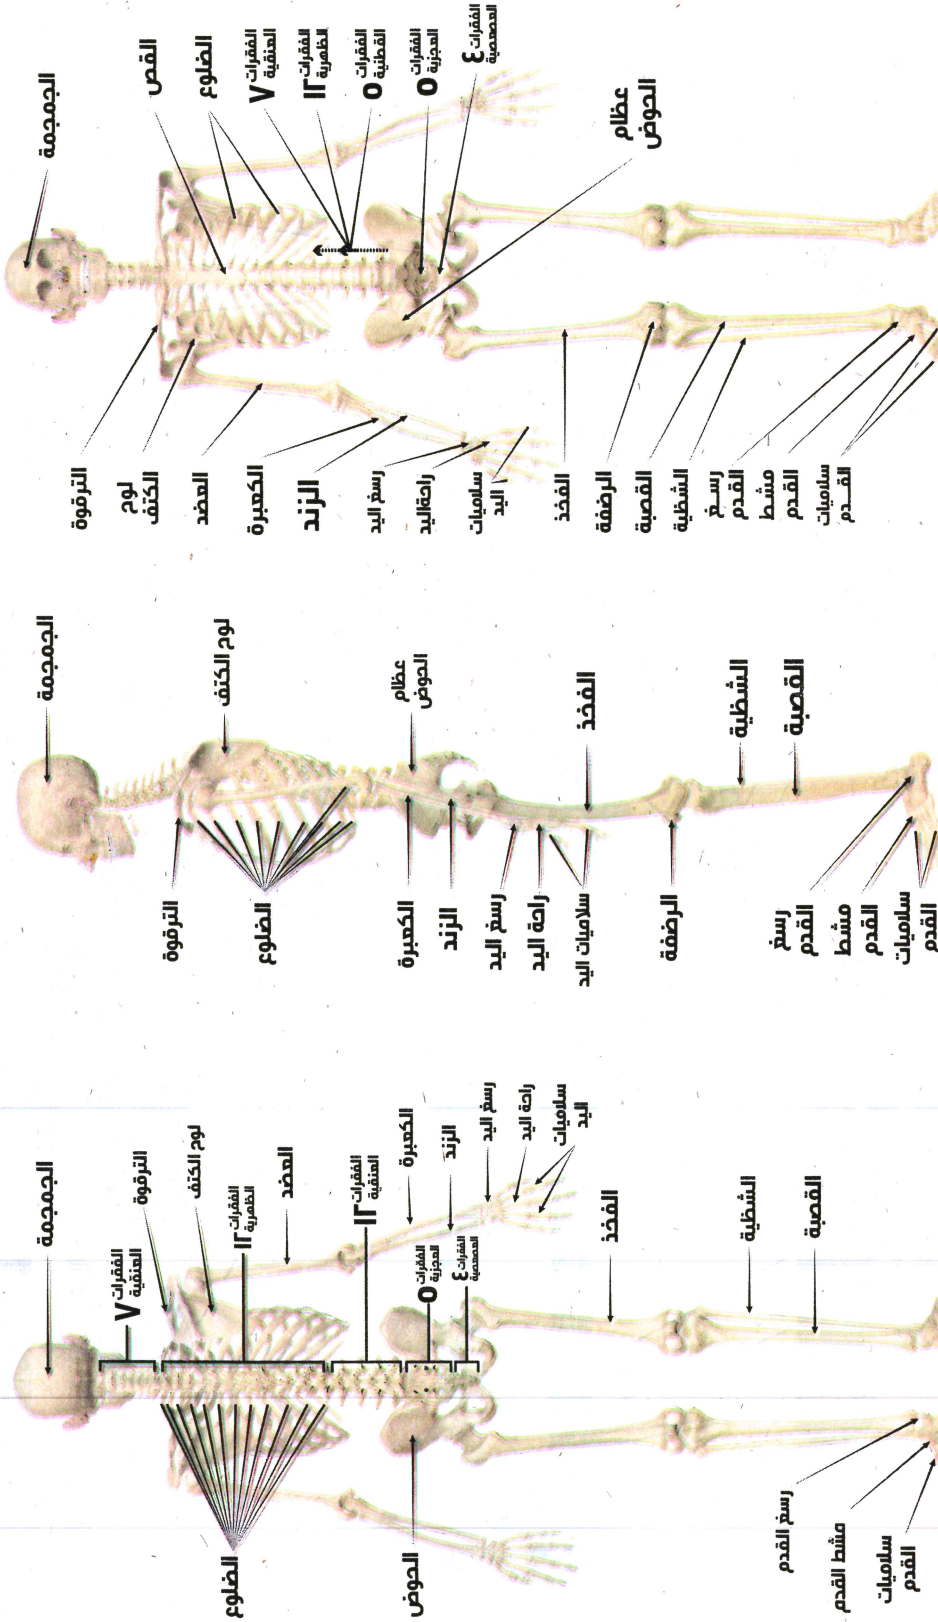 الجمجمة
القص
الضلوع
٧ الفقرات
العنقية
١٢ الفقرات
الظهرية
٥ الفقرات
القطنية
٥ الفقرات
العجزية
٤ الفقرات
العصعصية
عظام
الحوض
الترقوة
لوح
الكتف
العضد
الكعبرة
الزند
رسغ اليد
راحة اليد
سلاميات
اليد
الفخذ
الرضفة
القصبة
الشظية
رسغ
القدم
مشط
القدم
سلاميات
القدم
الجمجمة
لوح الكتف
عظام
الحوض
الفخذ
الشظية
القصبة
الترقوة
الضلوع
الكعبرة
الزند
رسغ اليد
راحة اليد
سلاميات اليد
الرضفة
رسغ
القدم
مشط
القدم
سلاميات
القدم
الجمجمة
٧ الفقرات
العنقية
الترقوة
لوح الكتف
١٢ الفقرات
الظهرية
العضد
١٢ الفقرات
العنقية
الكعبرة
٥ الفقرات
العجزية
الزند
٤ الفقرات
العصعصية
رسغ اليد
راحة اليد
سلاميات
اليد
الفخذ
الشظية
القصبة
الضلوع
الحوض
رسغ القدم
مشط القدم
سلاميات
القدم